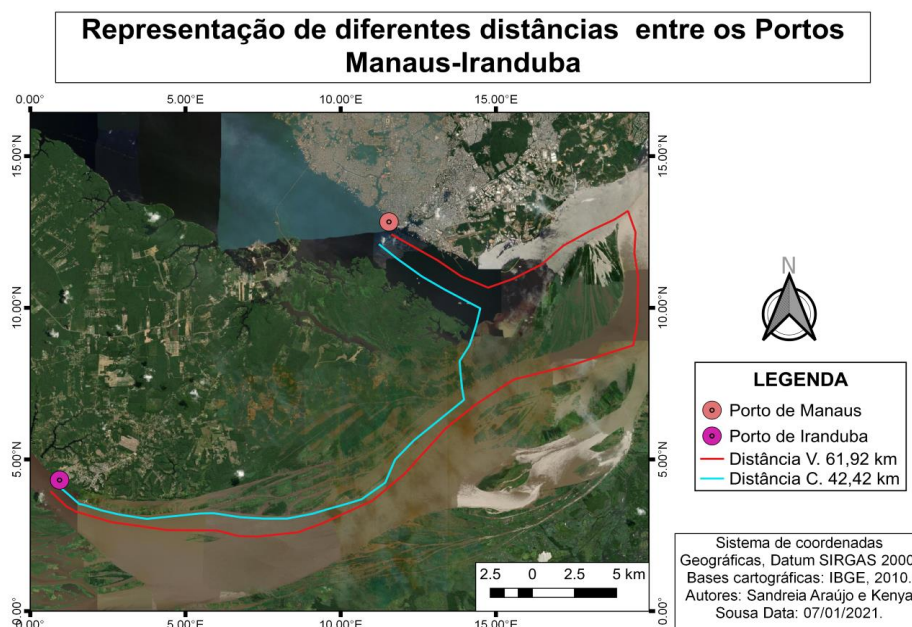 Representação de diferentes distâncias entre os Portos
Manaus-Iranduba
0.00° 5.00°E 10.00°E 15.00°E
15.00°N 15.00°N
10.00°N 10.00°N
5.00°N 5.00°N
0.00° 0.00°
0.00° 5.00°E 10.00°E 15.00°E
N
LEGENDA
Porto de Manaus
Porto de Iranduba
Distância V. 61,92 km
Distância C. 42,42 km
2.5 0 2.5 5 km
Sistema de coordenadas
Geográficas, Datum SIRGAS 2000
Bases cartográficas: IBGE, 2010.
Autores: Sandreia Araújo e Kenya
Sousa Data: 07/01/2021.